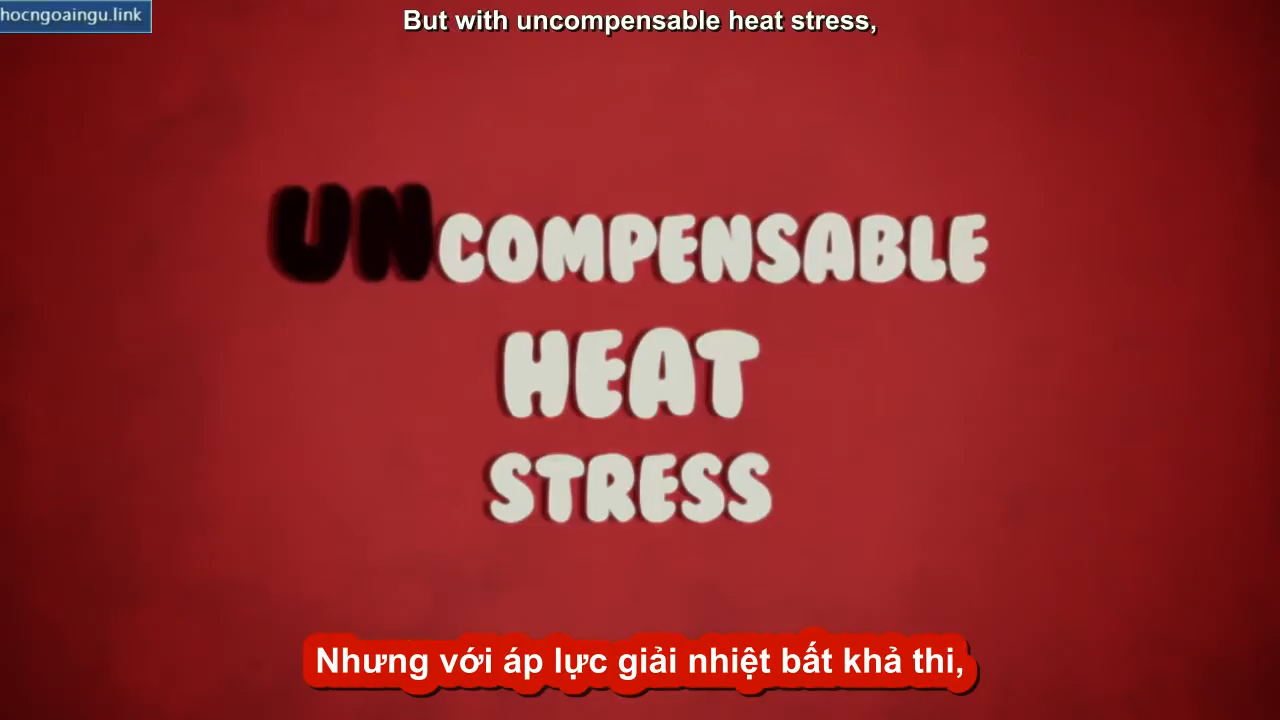 hocngoaingu.link
But with uncompensable heat stress,
UNCOMPENSABLE
HEAT
STRESS
Nhưng với áp lực giải nhiệt bất khả thi,